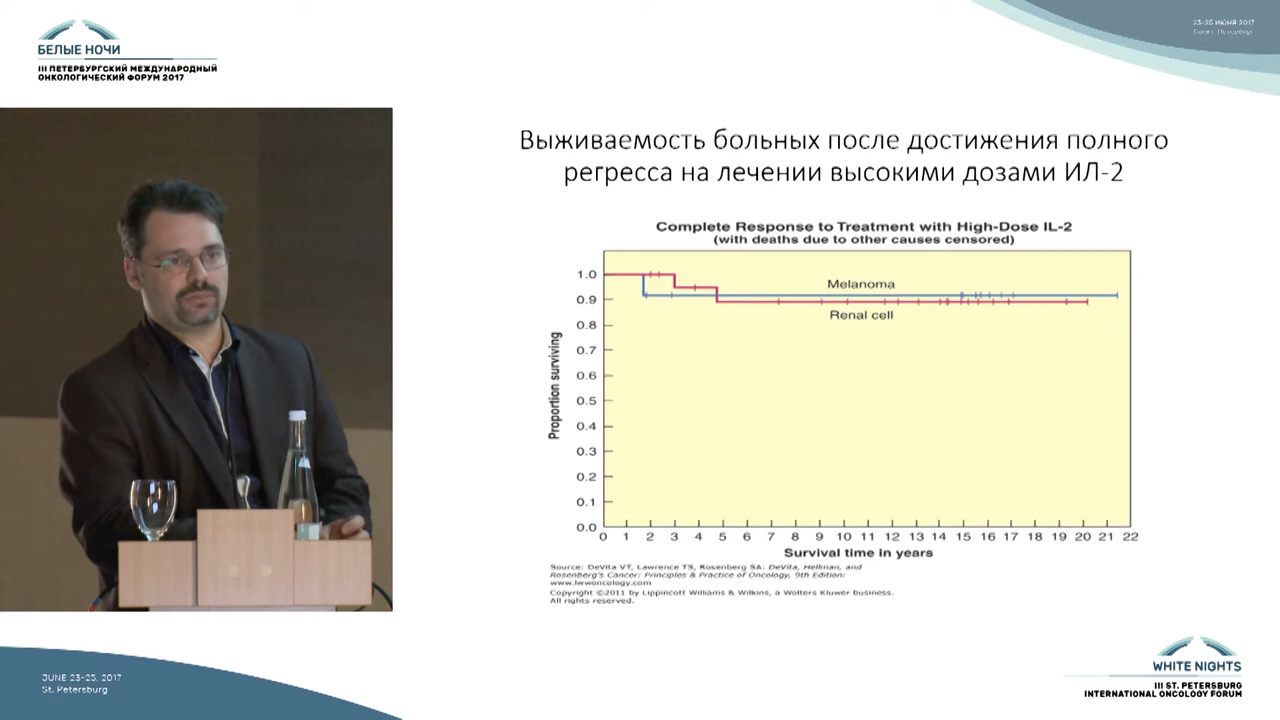 БЕЛЫЕ НОЧИ
III ПЕТЕРБУРГСКИЙ МЕЖДУНАРОДНЫЙ
ОНКОЛОГИЧЕСКИЙ ФОРУМ 2017
23-25 ИЮНЯ 2017
Санкт-Петербург
Выживаемость больных после достижения полного
регресса на лечении высокими дозами ИЛ-2
Complete Response to Treatment with High-Dose IL-2
(with deaths due to other causes censored)
Proportion surviving
1.0
0.9
0.8
0.7
0.6
0.5
0.4
0.3
0.2
0.1
0.0
Melanoma
Renal cell
0 1 2 3 4 5 6 7 8 9 10 11 12 13 14 15 16 17 18 19 20 21 22
Survival time in years
Source: DeVita VT, Lawrence TS, Rosenberg SA: DeVita, Hellman, and
Rosenberg's Cancer: Principles & Practice of Oncology, 9th Edition:
www.lwwoncology.com
Copyright ©2011 by Lippincott Williams & Wilkins, a Wolters Kluwer business.
All rights reserved.
JUNE 23-25, 2017
St. Petersburg
WHITE NIGHTS
III ST. PETERSBURG
INTERNATIONAL ONCOLOGY FORUM